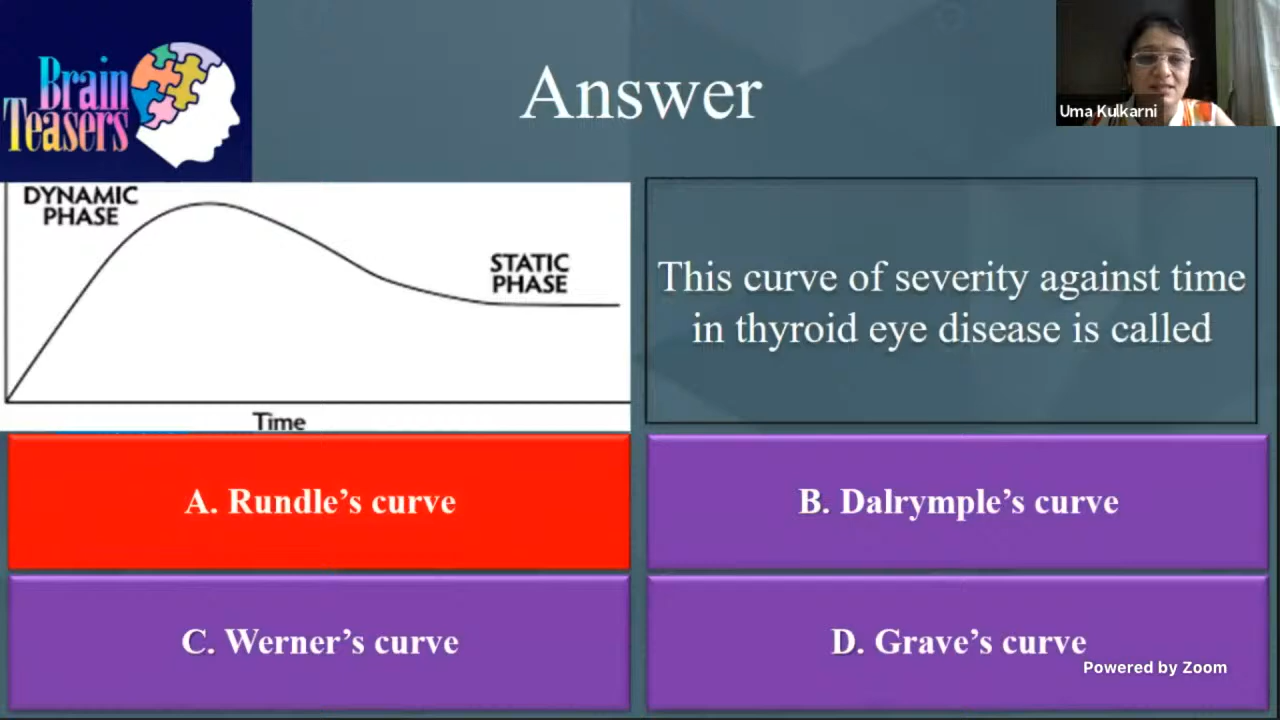 Brain
Teasers
Answer
Uma Kulkarni
DYNAMIC
PHASE
STATIC
PHASE
Time
This curve of severity against time
in thyroid eye disease is called
A. Rundle’s curve
B. Dalrymple’s curve
C. Werner’s curve
D. Grave’s curve
Powered by Zoom